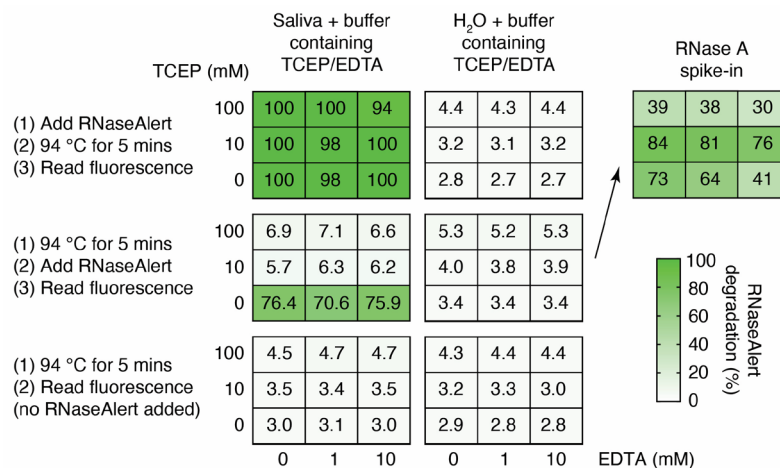 Saliva + buffer
containing
TCEP/EDTA
H₂O + buffer
containing
TCEP/EDTA
RNase A
spike-in
TCEP (mM)
(1) Add RNaseAlert
(2) 94 °C for 5 mins
(3) Read fluorescence
100 100 100 94 4.4 4.3 4.4 39 38 30
10 100 98 100 3.2 3.1 3.2 84 81 76
0 100 98 100 2.8 2.7 2.7 73 64 41
(1) 94 °C for 5 mins
(2) Add RNaseAlert
(3) Read fluorescence
100 6.9 7.1 6.6 5.3 5.2 5.3
10 5.7 6.3 6.2 4.0 3.8 3.9
0 76.4 70.6 75.9 3.4 3.4 3.4
100
80
60
40
20
0
RNaseAlert
degradation (%)
(1) 94 °C for 5 mins
(2) Read fluorescence
(no RNaseAlert added)
100 4.5 4.7 4.7 4.3 4.4 4.4
10 3.5 3.4 3.5 3.2 3.3 3.0
0 3.0 3.1 3.0 2.9 2.8 2.8
0 1 10 0 1 10 EDTA (mM)